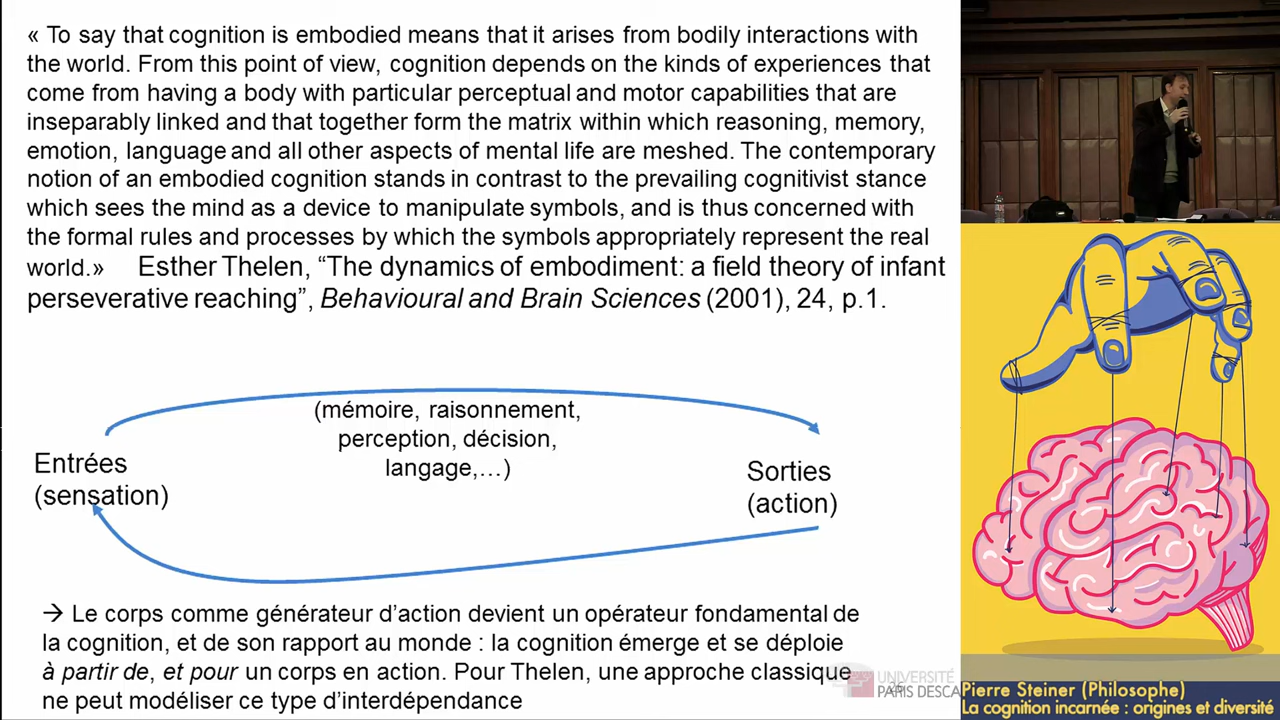 « To say that cognition is embodied means that it arises from bodily interactions with
the world. From this point of view, cognition depends on the kinds of experiences that
come from having a body with particular perceptual and motor capabilities that are
inseparably linked and that together form the matrix within which reasoning, memory,
emotion, language and all other aspects of mental life are meshed. The contemporary
notion of an embodied cognition stands in contrast to the prevailing cognitivist stance
which sees the mind as a device to manipulate symbols, and is thus concerned with
the formal rules and processes by which the symbols appropriately represent the real
world.» Esther Thelen, “The dynamics of embodiment: a field theory of infant
perseverative reaching”, Behavioural and Brain Sciences (2001), 24, p.1.
(mémoire, raisonnement,
perception, décision,
langage,…)
Entrées
(sensation)
Sorties
(action)
→ Le corps comme générateur d’action devient un opérateur fondamental de
la cognition, et de son rapport au monde : la cognition émerge et se déploie
à partir de, et pour un corps en action. Pour Thelen, une approche classique
ne peut modéliser ce type d’interdépendance
UNIVERSITÉ
PARIS DESCA
Pierre Steiner (Philosophe)
La cognition incarnée : origines et diversité